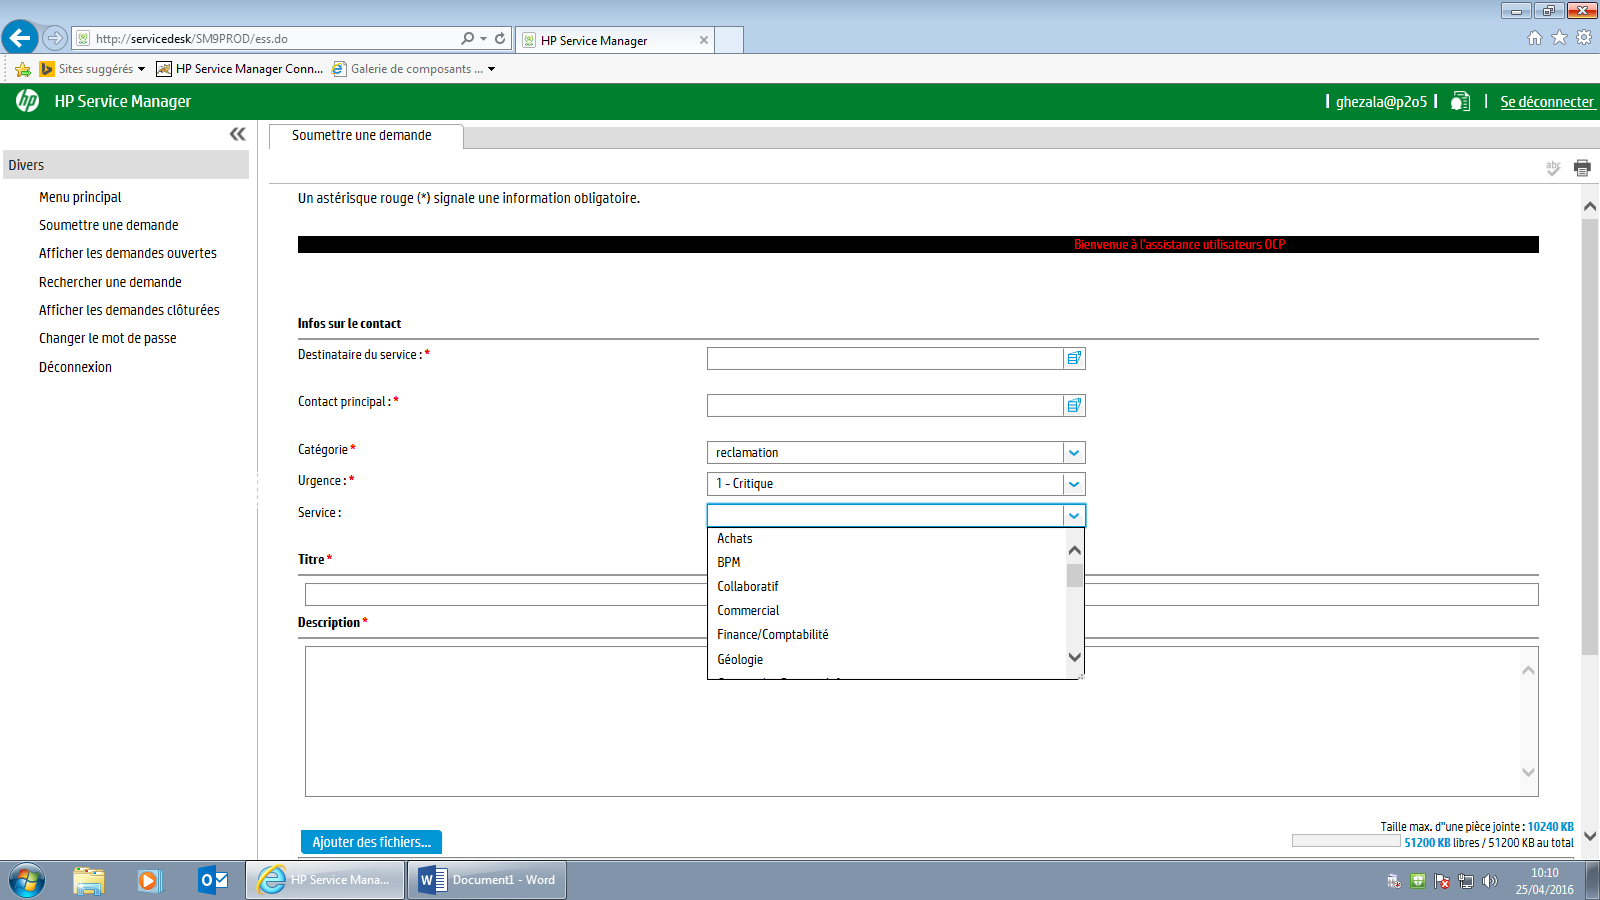 http://servicedesk/SM9PROD/ess.do
HP Service Manager
Sites suggérés
HP Service Manager Conn...
Galerie de composants ...
hp
HP Service Manager
ghezala@p2o5
Se déconnecter
Soumettre une demande
Divers
Menu principal
Soumettre une demande
Afficher les demandes ouvertes
Rechercher une demande
Afficher les demandes clôturées
Changer le mot de passe
Déconnexion
abc
Un astérisque rouge (*) signale une information obligatoire.
Bienvenue à l'assistance utilisateurs OCP
Infos sur le contact
Destinataire du service : *
Contact principal : *
Catégorie *
reclamation
Urgence : *
1 - Critique
Service :
Achats
BPM
Collaboratif
Commercial
Finance/Comptabilité
Géologie
Titre *
Description *
Ajouter des fichiers...
Taille max. d''une pièce jointe : 10240 KB
51200 KB libres / 51200 KB au total
HP Service Mana...
Document1 - Word
10:10
25/04/2016